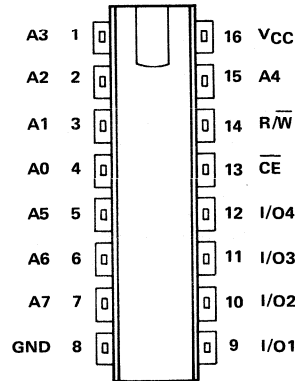 A3 1 16 VCC
A2 2 15 A4
A1 3 14 R/W̅
A0 4 13 C̅E̅
A5 5 12 I/O4
A6 6 11 I/O3
A7 7 10 I/O2
GND 8 9 I/O1